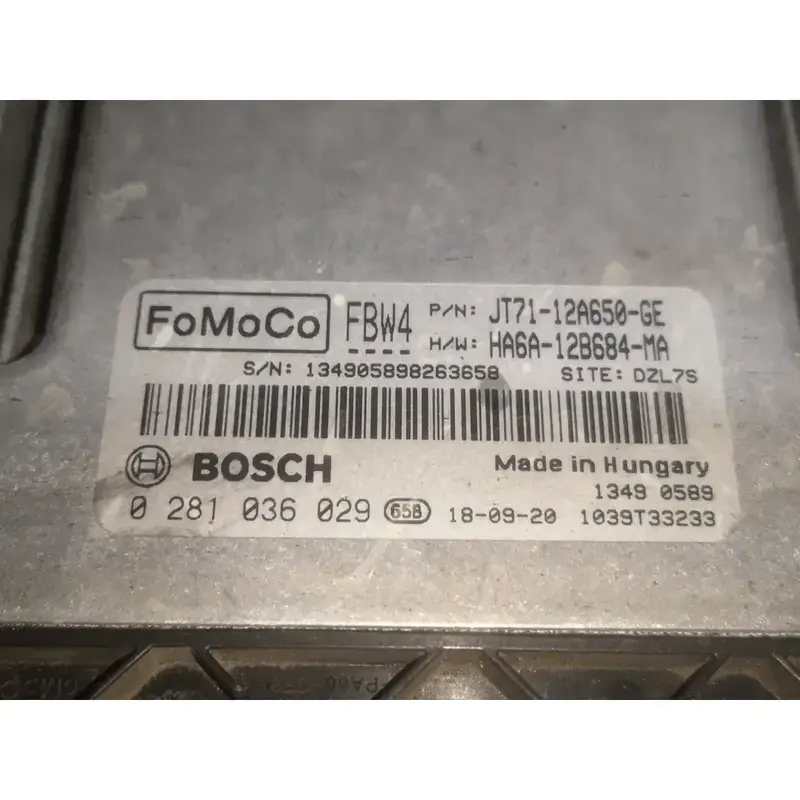 FoMoCo FBW4 P/N: JT71-12A650-GE
H/W: HA6A-12B684-MA
S/N: 134905898263658 SITE: DZL7S
BOSCH Made in Hungary
1349 0589
0 281 036 029 65B 18-09-20 1039T33233